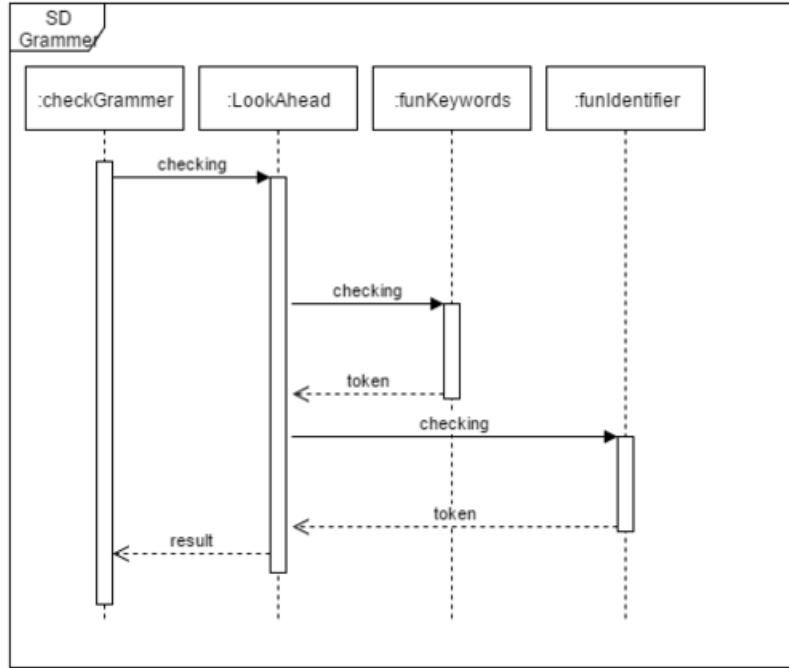 SD
Grammer
:checkGrammer :LookAhead :funKeywords :funIdentifier
checking
checking
token
checking
token
result